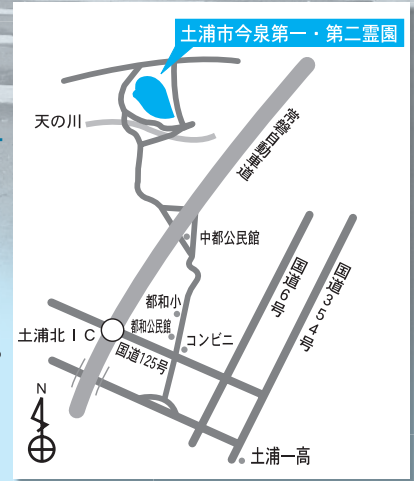 土浦市今泉第一・第二霊園
天の川
常磐自動車道
中都公民館
国道6号
国道354号
都和小
都和公民館
コンビニ
土浦北IC
国道125号
N
土浦一高